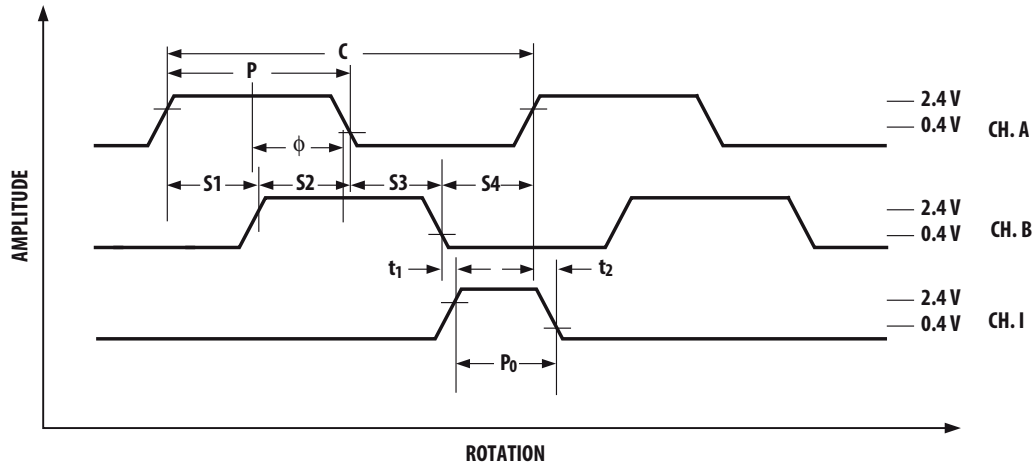 C
P
2.4 V
0.4 V
CH. A
ϕ
S1
S2
S3
S4
2.4 V
0.4 V
CH. B
t1
t2
2.4 V
0.4 V
CH. I
P0
AMPLITUDE
ROTATION